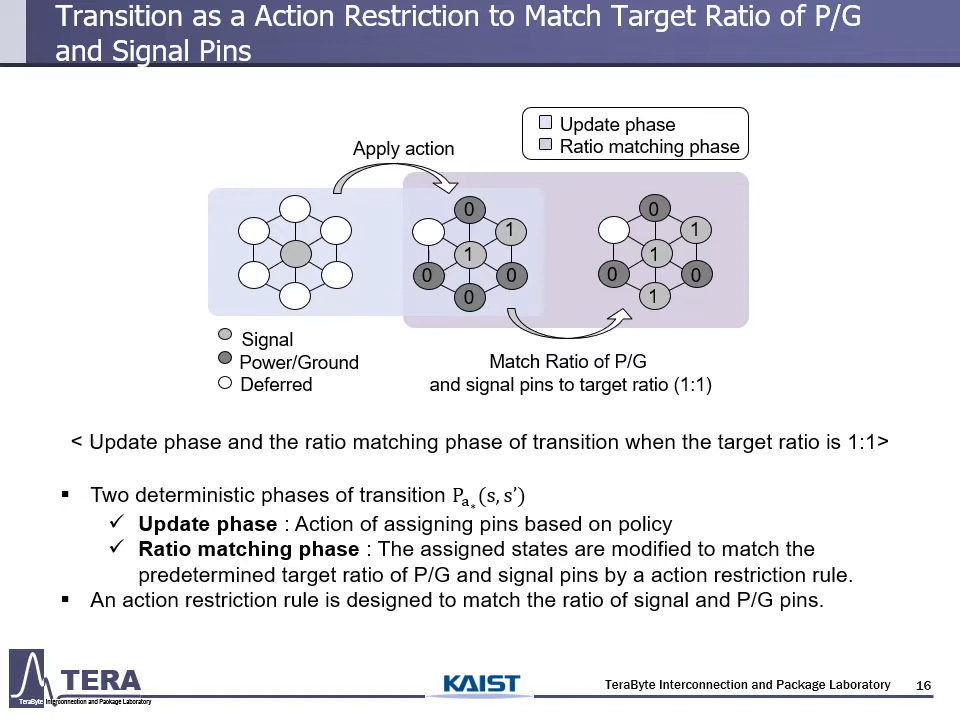 Transition as a Action Restriction to Match Target Ratio of P/G
and Signal Pins
Update phase
Ratio matching phase
Apply action
0
1
1
0
0
0
0
1
1
0
0
1
Signal
Power/Ground
Deferred
Match Ratio of P/G
and signal pins to target ratio (1:1)
< Update phase and the ratio matching phase of transition when the target ratio is 1:1>
▪ Two deterministic phases of transition Pa*(s, s’)
✓ Update phase : Action of assigning pins based on policy
✓ Ratio matching phase : The assigned states are modified to match the
predetermined target ratio of P/G and signal pins by a action restriction rule.
▪ An action restriction rule is designed to match the ratio of signal and P/G pins.
TERA
TeraByte Interconnection and Package Laboratory
KAIST
TeraByte Interconnection and Package Laboratory
16